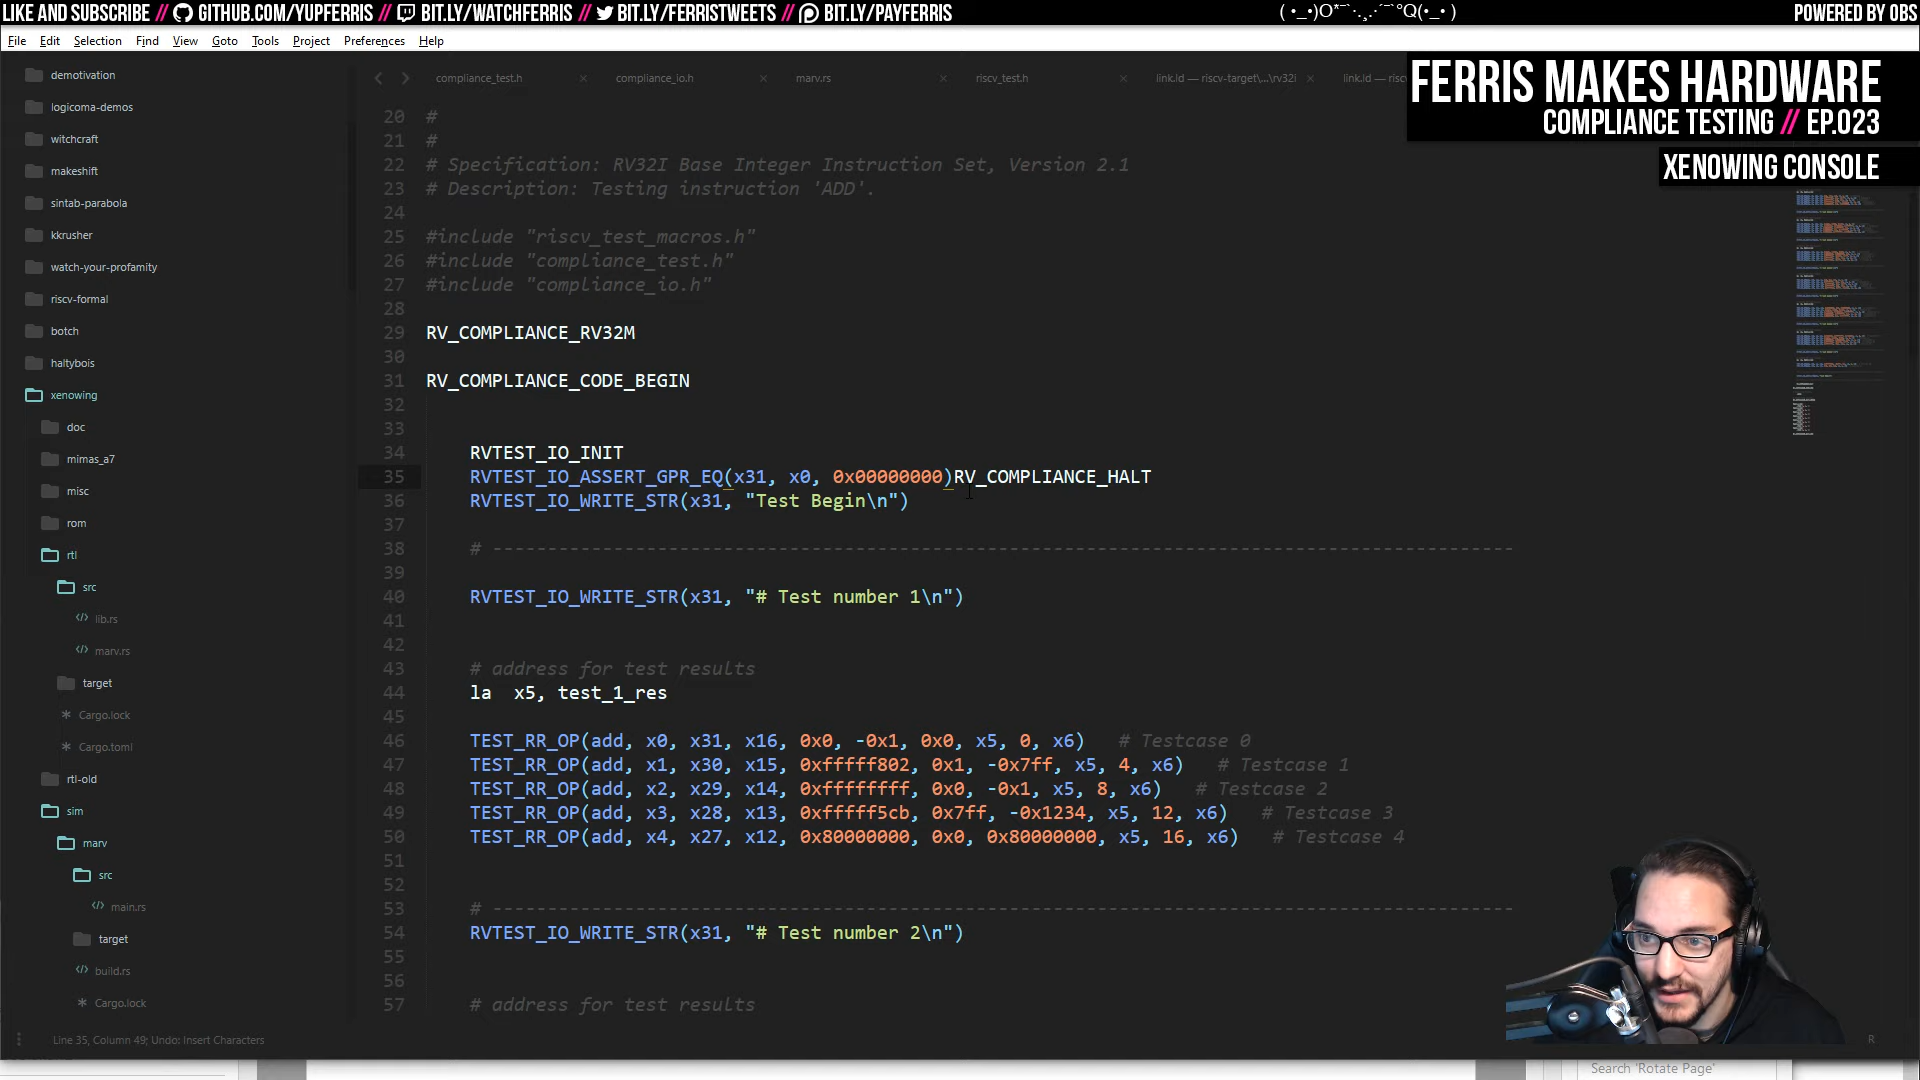 LIKE AND SUBSCRIBE // GITHUB.COM/YUPFERRIS // BIT.LY/WATCHFERRIS // BIT.LY/FERRISTWEETS // BIT.LY/PAYFERRIS
POWERED BY OBS
File Edit Selection Find View Goto Tools Project Preferences Help
FERRIS MAKES HARDWARE
COMPLIANCE TESTING // EP.023
XENOWING CONSOLE
demotivation
logicoma-demos
witchcraft
makeshift
sintab-parabola
kkrusher
watch-your-profamity
riscv-formal
botch
haltybois
xenowing
doc
mimas_a7
misc
rom
rtl
src
lib.rs
marv.rs
target
Cargo.lock
Cargo.toml
rtl-old
sim
marv
src
main.rs
target
build.rs
Cargo.lock
compliance_test.h
compliance_io.h
marv.rs
riscv_test.h
link.ld — riscv-target\...\rv32i
link.ld — riscv
20 #
21 #
22 # Specification: RV32I Base Integer Instruction Set, Version 2.1
23 # Description: Testing instruction 'ADD'.
24
25 #include "riscv_test_macros.h"
26 #include "compliance_test.h"
27 #include "compliance_io.h"
28
29 RV_COMPLIANCE_RV32M
30
31 RV_COMPLIANCE_CODE_BEGIN
32
33
34 RVTEST_IO_INIT
35 RVTEST_IO_ASSERT_GPR_EQ(x31, x0, 0x00000000)RV_COMPLIANCE_HALT
36 RVTEST_IO_WRITE_STR(x31, "Test Begin\n")
37
38 # ---------------------------------------------------------------------------------------------
39
40 RVTEST_IO_WRITE_STR(x31, "# Test number 1\n")
41
42
43 # address for test results
44 la  x5, test_1_res
45
46 TEST_RR_OP(add, x0, x31, x16, 0x0, -0x1, 0x0, x5, 0, x6)   # Testcase 0
47 TEST_RR_OP(add, x1, x30, x15, 0xfffff802, 0x1, -0x7ff, x5, 4, x6)   # Testcase 1
48 TEST_RR_OP(add, x2, x29, x14, 0xffffffff, 0x0, -0x1, x5, 8, x6)   # Testcase 2
49 TEST_RR_OP(add, x3, x28, x13, 0xfffff5cb, 0x7ff, -0x1234, x5, 12, x6)   # Testcase 3
50 TEST_RR_OP(add, x4, x27, x12, 0x80000000, 0x0, 0x80000000, x5, 16, x6)   # Testcase 4
51
52
53 # ---------------------------------------------------------------------------------------------
54 RVTEST_IO_WRITE_STR(x31, "# Test number 2\n")
55
56
57 # address for test results
Line 35, Column 49; Undo: Insert Characters
R
Search 'Rotate Page'